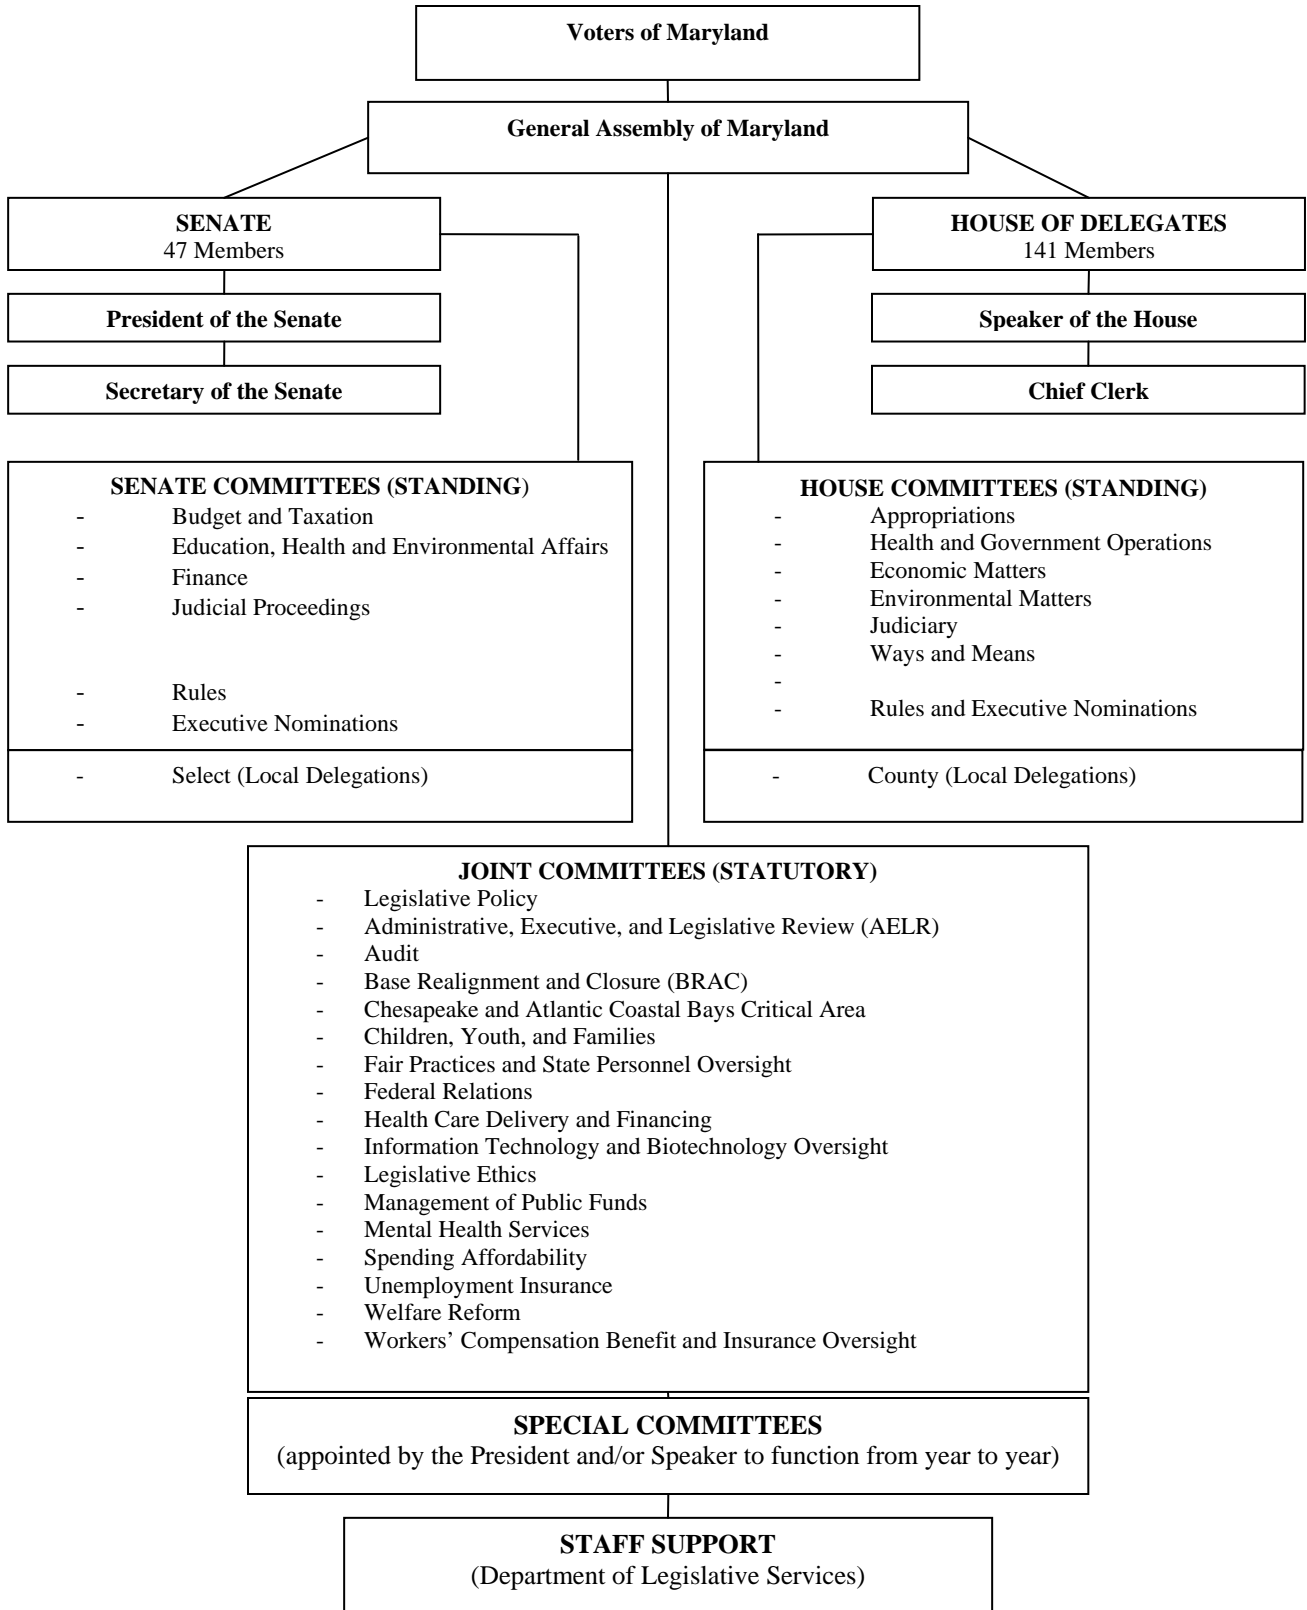 Voters of Maryland
General Assembly of Maryland
SENATE
47 Members
HOUSE OF DELEGATES
141 Members
President of the Senate
Speaker of the House
Secretary of the Senate
Chief Clerk
SENATE COMMITTEES (STANDING)
- Budget and Taxation
- Education, Health and Environmental Affairs
- Finance
- Judicial Proceedings
- Rules
- Executive Nominations
- Select (Local Delegations)
HOUSE COMMITTEES (STANDING)
- Appropriations
- Health and Government Operations
- Economic Matters
- Environmental Matters
- Judiciary
- Ways and Means
-
- Rules and Executive Nominations
- County (Local Delegations)
JOINT COMMITTEES (STATUTORY)
- Legislative Policy
- Administrative, Executive, and Legislative Review (AELR)
- Audit
- Base Realignment and Closure (BRAC)
- Chesapeake and Atlantic Coastal Bays Critical Area
- Children, Youth, and Families
- Fair Practices and State Personnel Oversight
- Federal Relations
- Health Care Delivery and Financing
- Information Technology and Biotechnology Oversight
- Legislative Ethics
- Management of Public Funds
- Mental Health Services
- Spending Affordability
- Unemployment Insurance
- Welfare Reform
- Workers’ Compensation Benefit and Insurance Oversight
SPECIAL COMMITTEES
(appointed by the President and/or Speaker to function from year to year)
STAFF SUPPORT
(Department of Legislative Services)